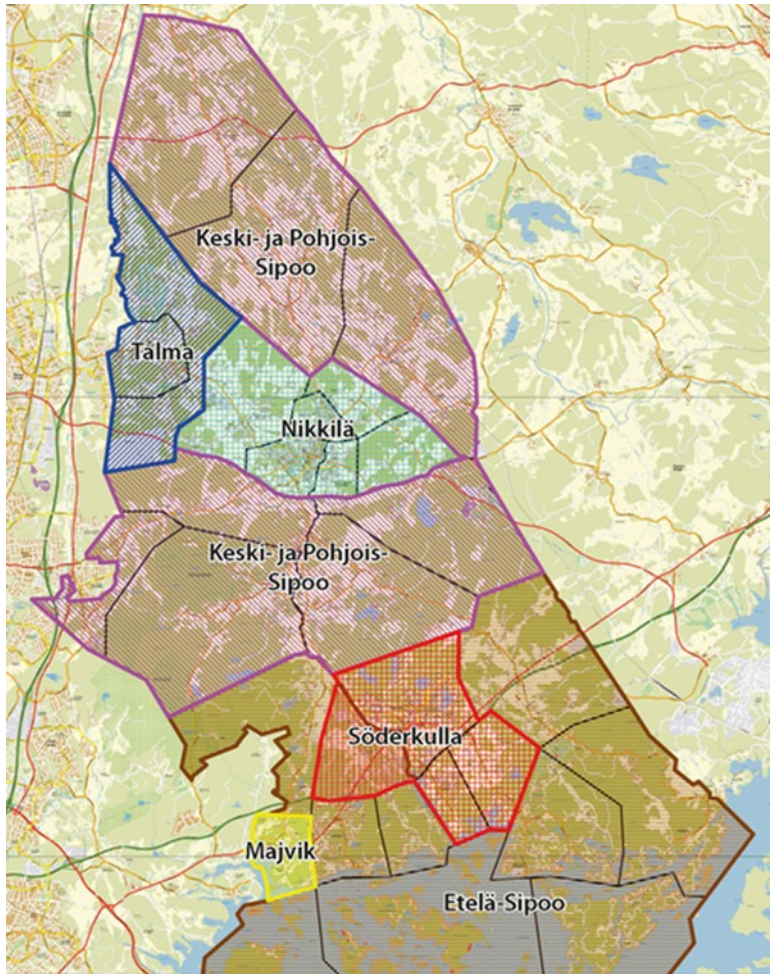 Keski- ja Pohjois-
Sipoo
Talma
Nikkilä
Keski- ja Pohjois-
Sipoo
Söderkulla
Majvik
Etelä-Sipoo